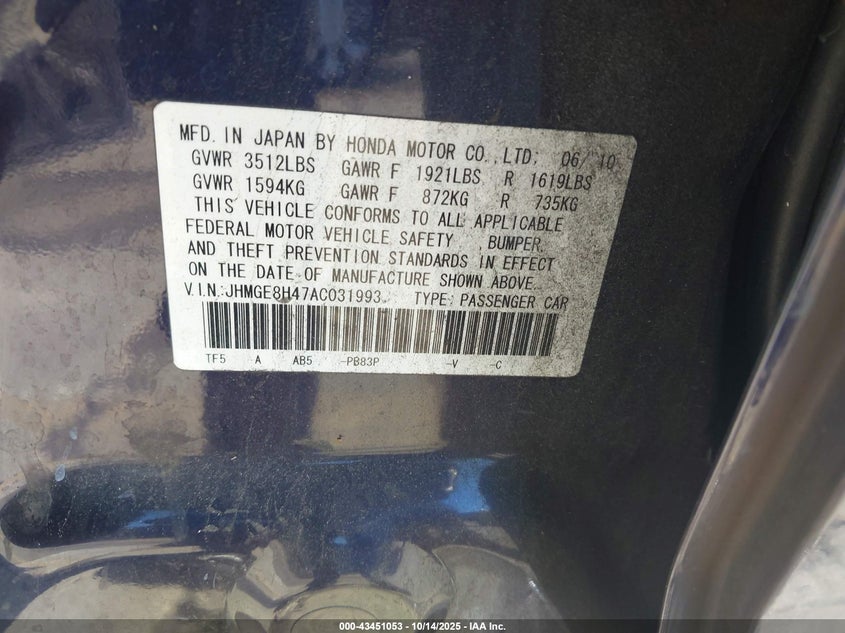 MFD. IN JAPAN BY HONDA MOTOR CO.,LTD. 06/10
GVWR 3512LBS GAWR F 1921LBS R 1619LBS
GVWR 1594KG GAWR F 872KG R 735KG
THIS VEHICLE CONFORMS TO ALL APPLICABLE
FEDERAL MOTOR VEHICLE SAFETY, BUMPER,
AND THEFT PREVENTION STANDARDS IN EFFECT
ON THE DATE OF MANUFACTURE SHOWN ABOVE.
V.I.N.:JHMGE8H47AC031993 TYPE: PASSENGER CAR
TF5 -A AB5 -PB83P -V -C
000-43451053 - 10/14/2025 - IAA Inc.